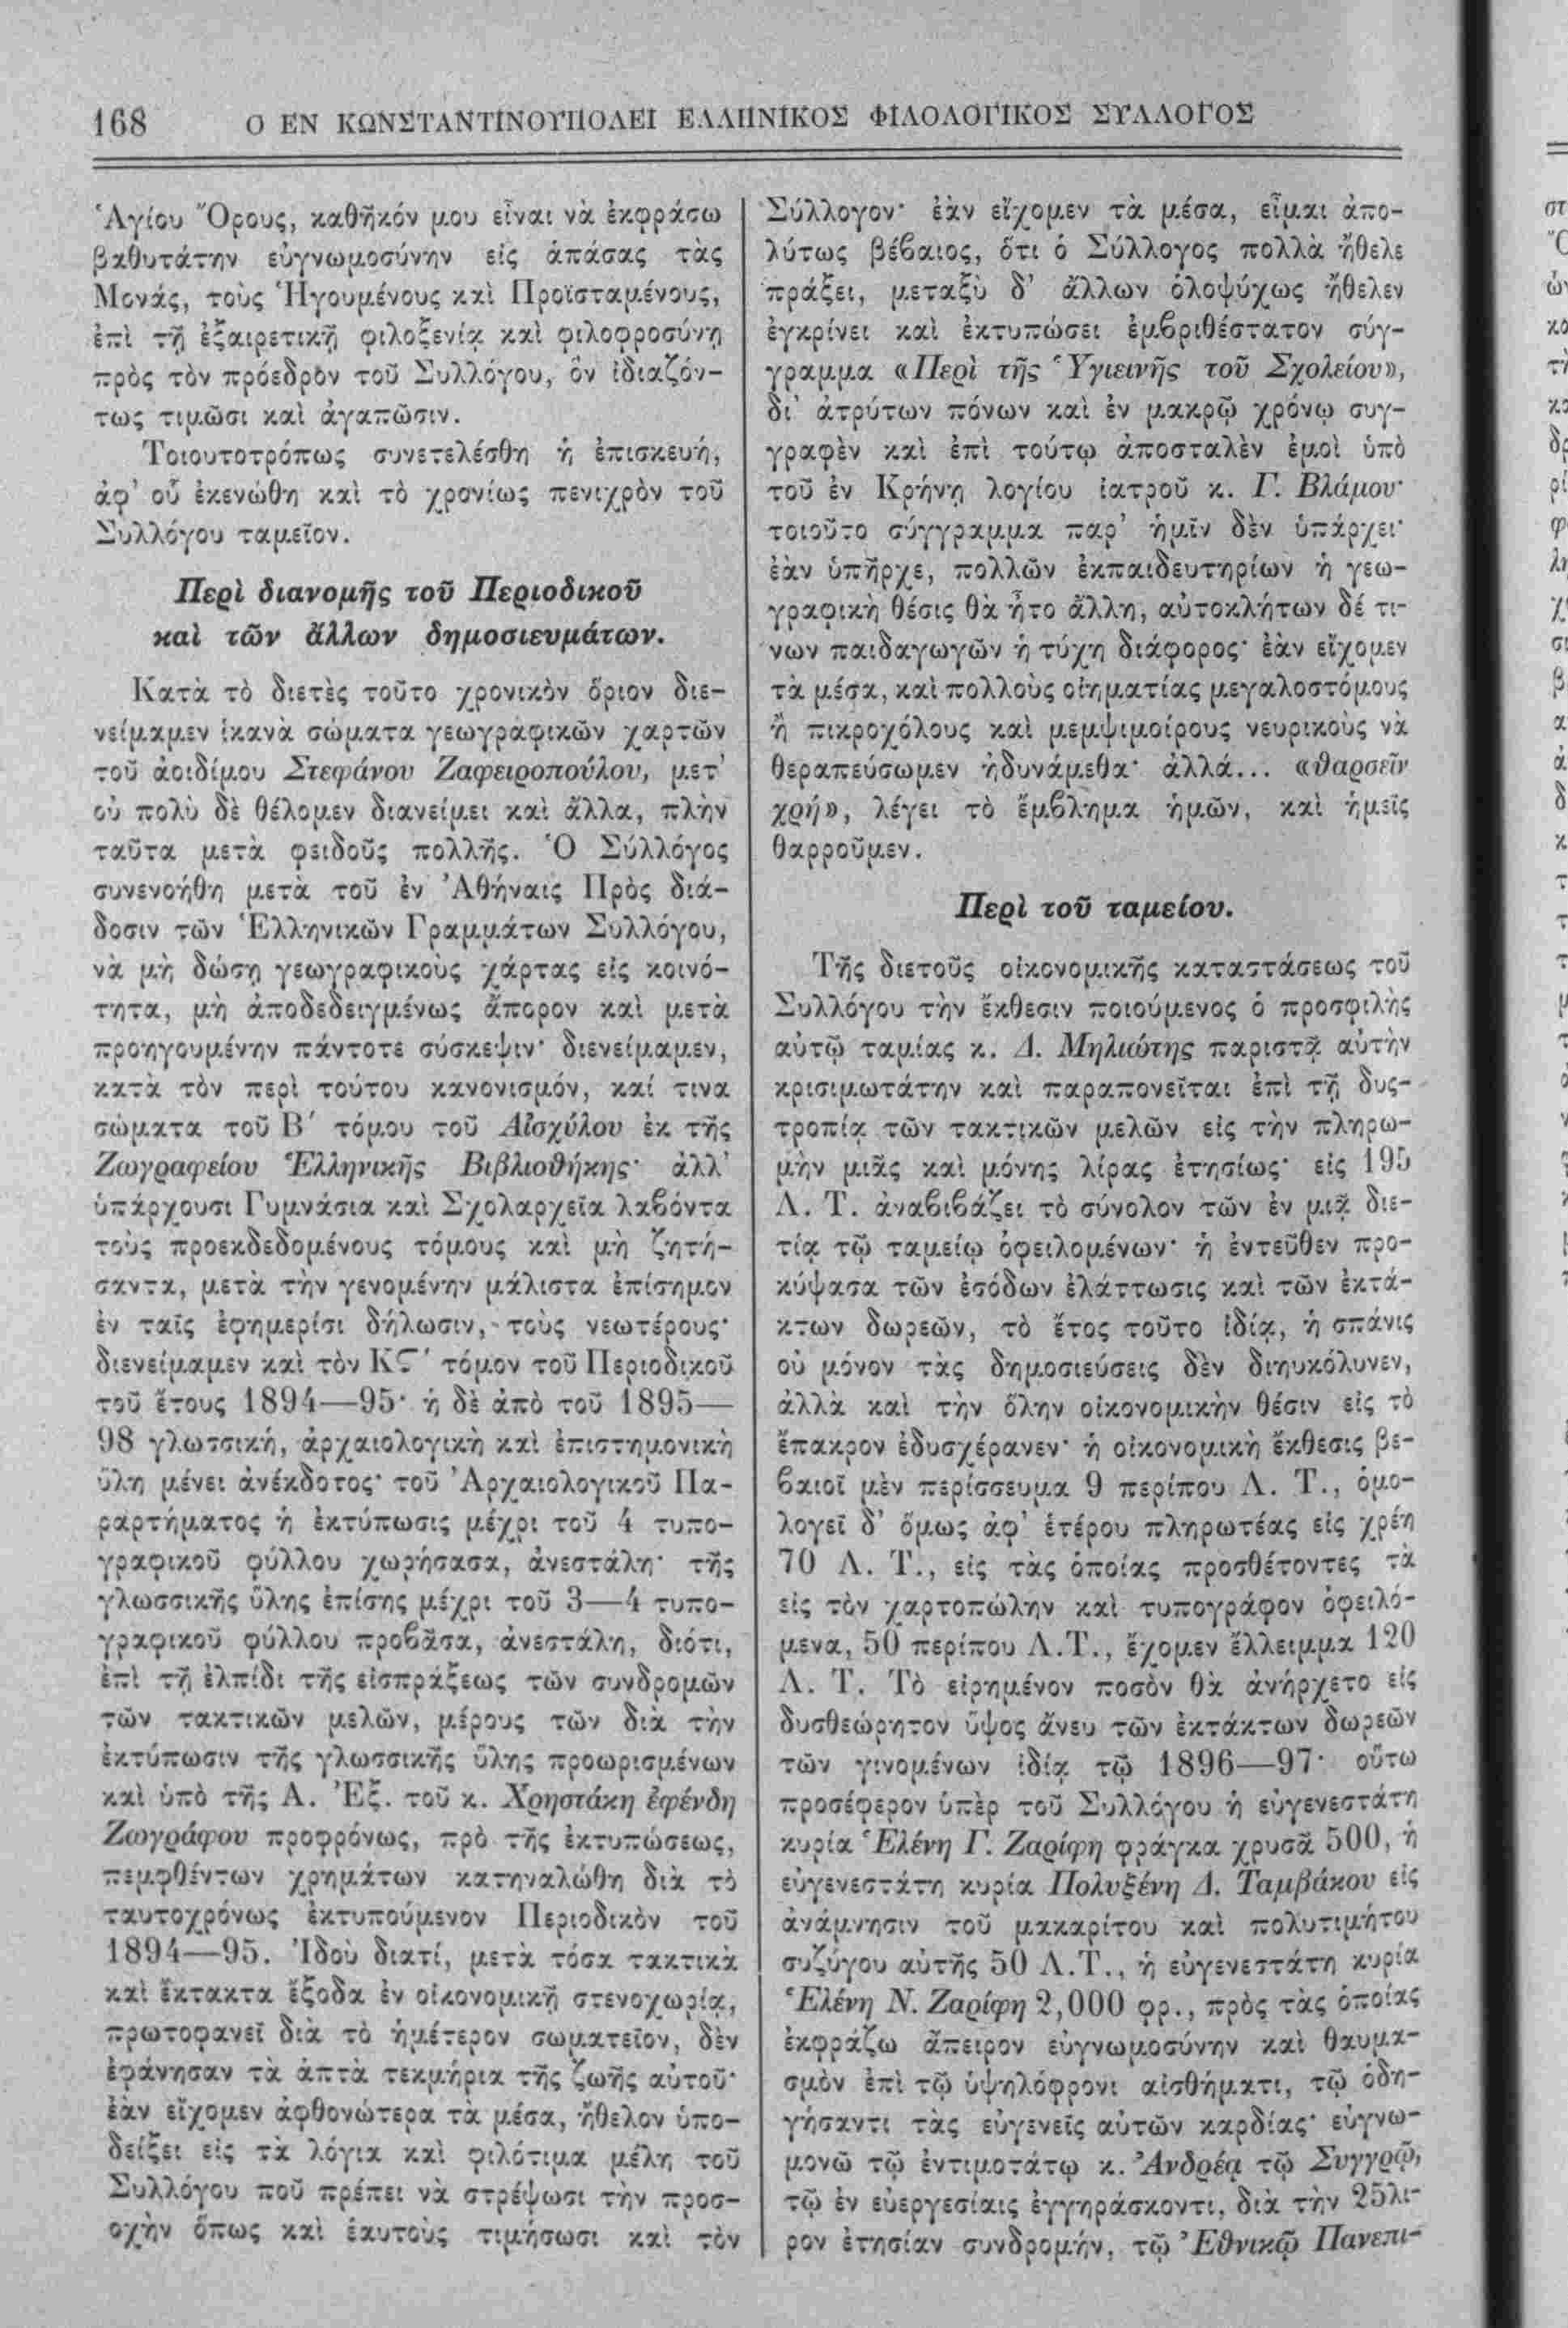 168 Ο ΕΝ ΚΩΝΣΤΑΝΤΙΝΟΥΠΟΛΕΙ ΕΛΛΗΝΙΚΟΣ ΦΙΛΟΛΟΓΙΚΟΣ ΣΥΛΛΟΓΟΣ
Ἁγίου Ὄρους, καθῆκόν μου εἶναι νὰ ἐκφράσω
βαθυτάτην εὐγνωμοσύνην εἰς ἁπάσας τὰς
Μονάς, τοὺς Ἡγουμένους καὶ Προϊσταμένους,
ἐπὶ τῇ ἐξαιρετικῇ φιλοξενίᾳ καὶ φιλοφροσύνῃ
πρὸς τὸν πρόεδρὸν τοῦ Συλλόγου, ὃν ἰδιαζόν-
τως τιμῶσι καὶ ἀγαπῶσιν.
Τοιουτοτρόπως συνετελέσθη ἡ ἐπισκευή,
ἀφ’ οὗ ἐκενώθη καὶ τὸ χρονίως πενιχρὸν τοῦ
Συλλόγου ταμεῖον.
Περὶ διανομῆς τοῦ Περιοδικοῦ
καὶ τῶν ἄλλων δημοσιευμάτων.
Κατὰ τὸ διετὲς τοῦτο χρονικὸν ὅριον διε-
νείμαμεν ἱκανὰ σώματα γεωγραφικῶν χαρτῶν
τοῦ ἀοιδίμου Στεφάνου Ζαφειροπούλου, μετ’
οὐ πολὺ δὲ θέλομεν διανείμει καὶ ἄλλα, πλὴν
ταῦτα μετὰ φειδοῦς πολλῆς. Ὁ Σύλλόγος
συνενοήθη μετὰ τοῦ ἐν Ἀθήναις Πρὸς διά-
δοσιν τῶν Ἑλληνικῶν Γραμμάτων Συλλόγου,
νὰ μὴ δώσῃ γεωγραφικοὺς χάρτας εἰς κοινό-
τητα, μὴ ἀποδεδειγμένως ἄπορον καὶ μετὰ
προηγουμένην πάντοτε σύσκεψιν· διενείμαμεν,
κατὰ τὸν περὶ τούτου κανονισμόν, καί τινα
σώματα τοῦ Β′ τόμου τοῦ Αἰσχύλου ἐκ τῆς
Ζωγραφείου Ἑλληνικῆς Βιβλιοθήκης· ἀλλ’
ὑπάρχουσι Γυμνάσια καὶ Σχολαρχεῖα λαβόντα
τοὺς προεκδεδομένους τόμους καὶ μὴ ζητή-
σαντα, μετὰ τὴν γενομένην μάλιστα ἐπίσημον
ἐν ταῖς ἐφημερίσι δήλωσιν, τοὺς νεωτέρους·
διενείμαμεν καὶ τὸν ΚϚ′ τόμον τοῦ Περιοδικοῦ
τοῦ ἔτους 1894—95· ἡ δὲ ἀπὸ τοῦ 1895—
98 γλωσσική, ἀρχαιολογικὴ καὶ ἐπιστημονικὴ
ὕλη μένει ἀνέκδοτος· τοῦ Ἀρχαιολογικοῦ Πα-
ραρτήματος ἡ ἐκτύπωσις μέχρι τοῦ 4 τυπο-
γραφικοῦ φύλλου χωρήσασα, ἀνεστάλη· τῆς
γλωσσικῆς ὕλης ἐπίσης μέχρι τοῦ 3—4 τυπο-
γραφικοῦ φύλλου προβᾶσα, ἀνεστάλη, διότι,
ἐπὶ τῇ ἐλπίδι τῆς εἰσπράξεως τῶν συνδρομῶν
τῶν τακτικῶν μελῶν, μέρους τῶν διὰ τὴν
ἐκτύπωσιν τῆς γλωσσικῆς ὕλης προωρισμένων
καὶ ὑπὸ τῆς Α. Ἐξ. τοῦ κ. Χρηστάκη ἐφένδη
Ζωγράφου προφρόνως, πρὸ τῆς ἐκτυπώσεως,
πεμφθέντων χρημάτων κατηναλώθη διὰ τὸ
ταυτοχρόνως ἐκτυπούμενον Περιοδικὸν τοῦ
1894—95. Ἰδοὺ διατί, μετὰ τόσα τακτικὰ
καὶ ἔκτακτα ἔξοδα ἐν οἰκονομικῇ στενοχωρίᾳ,
πρωτοφανεῖ διὰ τὸ ἡμέτερον σωματεῖον, δὲν
ἐφάνησαν τὰ ἁπτὰ τεκμήρια τῆς ζωῆς αὐτοῦ·
ἐὰν εἴχομεν ἀφθονώτερα τὰ μέσα, ἤθελον ὑπο-
δείξει εἰς τὰ λόγια καὶ φιλότιμα μέλη τοῦ
Συλλόγου ποῦ πρέπει νὰ στρέψωσι τὴν προσ-
οχὴν ὅπως καὶ ἑαυτοὺς τιμήσωσι καὶ τὸν
Σύλλογον· ἐὰν εἴχομεν τὰ μέσα, εἶμαι ἀπο-
λύτως βέβαιος, ὅτι ὁ Σύλλογος πολλὰ ἤθελε
πράξει, μεταξὺ δ’ ἄλλων ὁλοψύχως ἤθελεν
ἐγκρίνει καὶ ἐκτυπώσει ἐμβριθέστατον σύγ-
γραμμα «Περὶ τῆς Ὑγιεινῆς τοῦ Σχολείου»,
δι’ ἀτρύτων πόνων καὶ ἐν μακρῷ χρόνῳ συγ-
γραφὲν καὶ ἐπὶ τούτῳ ἀποσταλὲν ἐμοὶ ὑπὸ
τοῦ ἐν Κρήνῃ λογίου ἰατροῦ κ. Γ. Βλάμου·
τοιοῦτο σύγγραμμα παρ’ ἡμῖν δὲν ὑπάρχει·
ἐὰν ὑπῆρχε, πολλῶν ἐκπαιδευτηρίων ἡ γεω-
γραφικὴ θέσις θὰ ἦτο ἄλλη, αὐτοκλήτων δέ τι-
νων παιδαγωγῶν ἡ τύχη διάφορος· ἐὰν εἴχομεν
τὰ μέσα, καὶ πολλοὺς οἰηματίας μεγαλοστόμους
ἢ πικροχόλους καὶ μεμψιμοίρους νευρικοὺς νὰ
θεραπεύσωμεν ἠδυνάμεθα· ἀλλά... «θαρσεῖν
χρή», λέγει τὸ ἔμβλημα ἡμῶν, καὶ ἡμεῖς
θαρροῦμεν.
Περὶ τοῦ ταμείου.
Τῆς διετοῦς οἰκονομικῆς καταστάσεως τοῦ
Συλλόγου τὴν ἔκθεσιν ποιούμενος ὁ προσφιλὴς
αὐτῷ ταμίας κ. Δ. Μηλιώτης παριστᾷ αὐτὴν
κρισιμωτάτην καὶ παραπονεῖται ἐπὶ τῇ δυς-
τροπίᾳ τῶν τακτικῶν μελῶν εἰς τὴν πληρω-
μὴν μιᾶς καὶ μόνης λίρας ἐτησίως· εἰς 195
Λ. Τ. ἀναβιβάζει τὸ σύνολον τῶν ἐν μιᾷ διε-
τίᾳ τῷ ταμείῳ ὀφειλομένων· ἡ ἐντεῦθεν προ-
κύψασα τῶν ἐσόδων ἐλάττωσις καὶ τῶν ἐκτά-
κτων δωρεῶν, τὸ ἔτος τοῦτο ἰδίᾳ, ἡ σπάνις
οὐ μόνον τὰς δημοσιεύσεις δὲν διηυκόλυνεν,
ἀλλὰ καὶ τὴν ὅλην οἰκονομικὴν θέσιν εἰς τὸ
ἔπακρον ἐδυσχέρανεν· ἡ οἰκονομικὴ ἔκθεσις βε-
βαιοῖ μὲν περίσσευμα 9 περίπου Λ. Τ., ὁμο-
λογεῖ δ’ ὅμως ἀφ’ ἑτέρου πληρωτέας εἰς χρέη
70 Λ. Τ., εἰς τὰς ὁποίας προσθέτοντες τὰ
εἰς τὸν χαρτοπώλην καὶ τυπογράφον ὀφειλό-
μενα, 50 περίπου Λ.Τ., ἔχομεν ἔλλειμμα 120
Λ. Τ. Τὸ εἰρημένον ποσὸν θὰ ἀνήρχετο εἰς
δυσθεώρητον ὕψος ἄνευ τῶν ἐκτάκτων δωρεῶν
τῶν γινομένων ἰδίᾳ τῷ 1896—97· οὕτω
προσέφερον ὑπὲρ τοῦ Συλλόγου ἡ εὐγενεστάτη
κυρία Ἑλένη Γ. Ζαρίφη φράγκα χρυσᾶ 500, ἡ
εὐγενεστάτη κυρία Πολυξένη Δ. Ταμβάκου εἰς
ἀνάμνησιν τοῦ μακαρίτου καὶ πολυτιμήτου
συζύγου αὐτῆς 50 Λ.Τ., ἡ εὐγενεστάτη κυρία
Ἑλένη Ν. Ζαρίφη 2,000 φρ., πρὸς τὰς ὁποίας
ἐκφράζω ἄπειρον εὐγνωμοσύνην καὶ θαυμα-
σμὸν ἐπὶ τῷ ὑψηλόφρονι αἰσθήματι, τῷ ὁδη-
γήσαντι τὰς εὐγενεῖς αὐτῶν καρδίας· εὐγνω-
μονῶ τῷ ἐντιμοτάτῳ κ. Ἀνδρέᾳ τῷ Συγγρῷ,
τῷ ἐν εὐεργεσίαις ἐγγηράσκοντι, διὰ τὴν 25λι-
ρον ἐτησίαν συνδρομήν, τῷ Ἐθνικῷ Πανεπι-